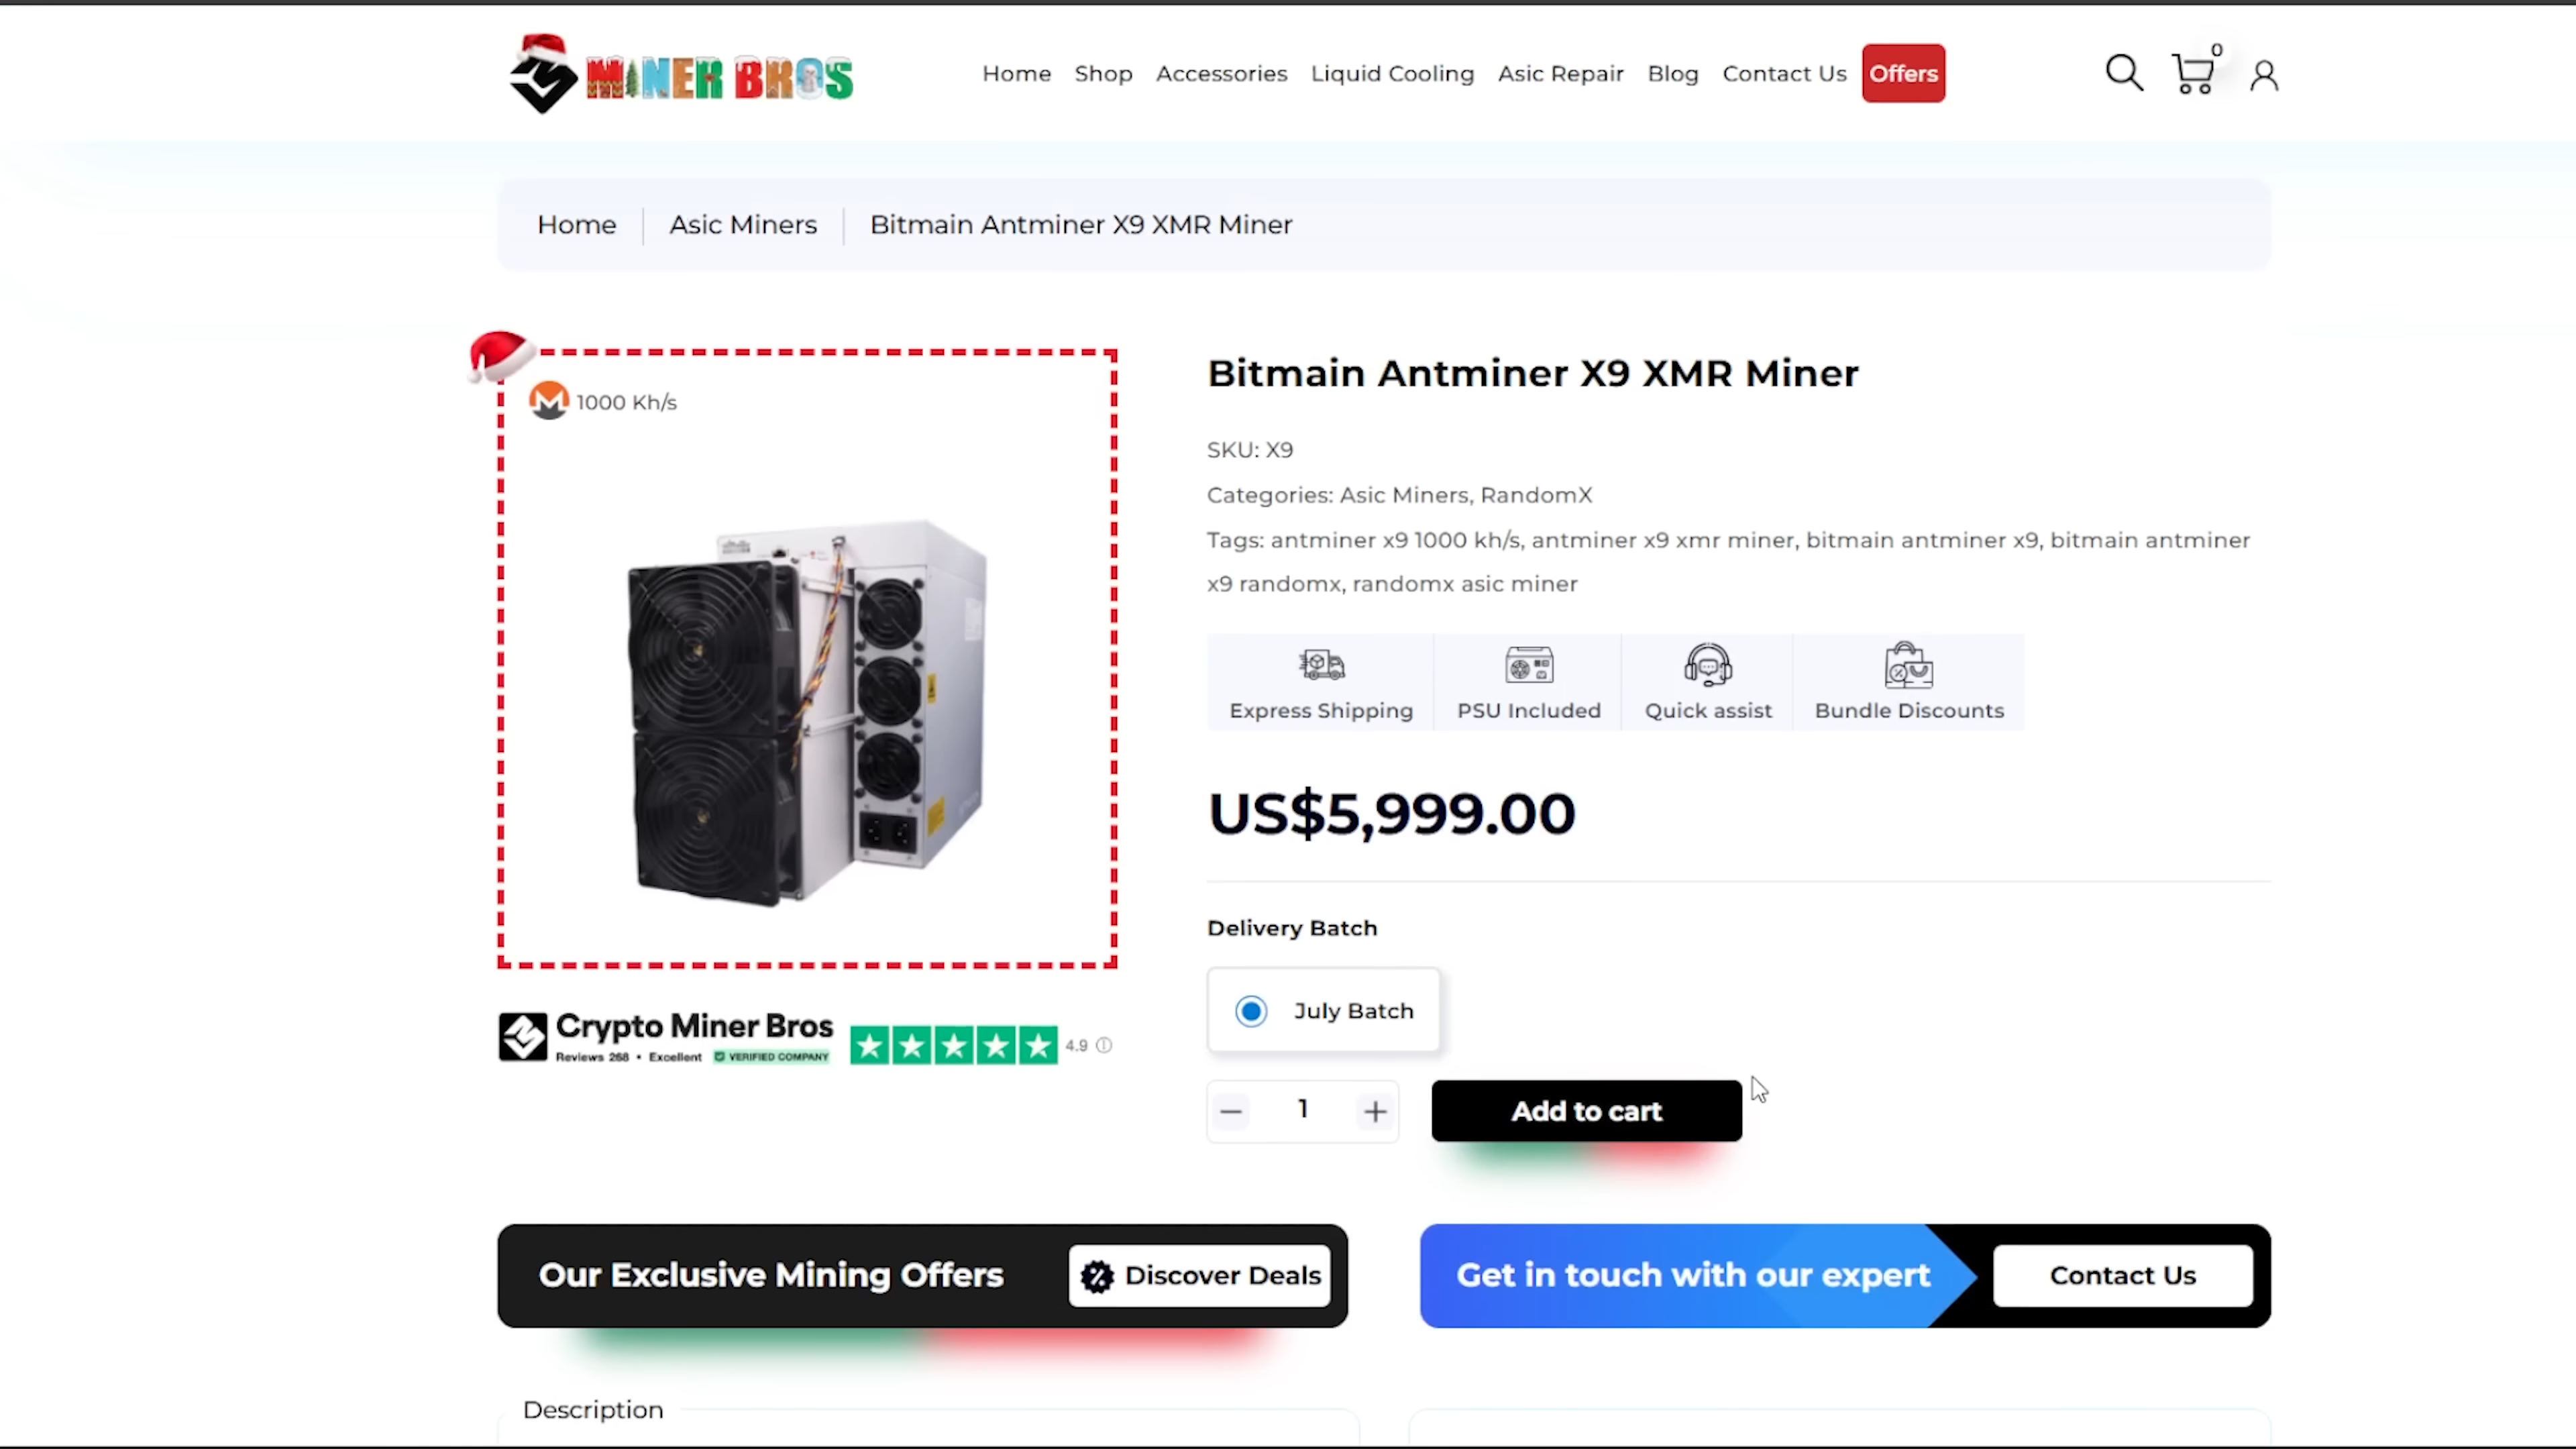 MINER BROS
Home Shop Accessories Liquid Cooling Asic Repair Blog Contact Us Offers
0
Home Asic Miners Bitmain Antminer X9 XMR Miner
1000 Kh/s
Bitmain Antminer X9 XMR Miner
SKU: X9
Categories: Asic Miners, RandomX
Tags: antminer x9 1000 kh/s, antminer x9 xmr miner, bitmain antminer x9, bitmain antminer
x9 randomx, randomx asic miner
Express Shipping PSU Included Quick assist Bundle Discounts
US$5,999.00
Delivery Batch
July Batch
Crypto Miner Bros
Reviews 268 • Excellent VERIFIED COMPANY 4.9
1 Add to cart
Our Exclusive Mining Offers Discover Deals
Get in touch with our expert Contact Us
Description